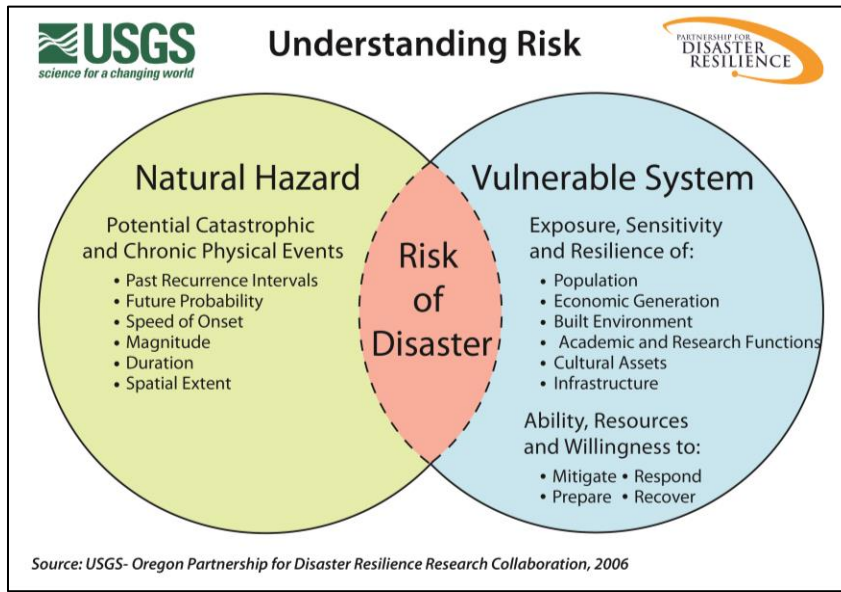 USGS
science for a changing world
Understanding Risk
PARTNERSHIP FOR
DISASTER
RESILIENCE
Natural Hazard
Potential Catastrophic
and Chronic Physical Events
• Past Recurrence Intervals
• Future Probability
• Speed of Onset
• Magnitude
• Duration
• Spatial Extent
Risk
of
Disaster
Vulnerable System
Exposure, Sensitivity
and Resilience of:
• Population
• Economic Generation
• Built Environment
• Academic and Research Functions
• Cultural Assets
• Infrastructure
Ability, Resources
and Willingness to:
• Mitigate • Respond
• Prepare • Recover
Source: USGS- Oregon Partnership for Disaster Resilience Research Collaboration, 2006